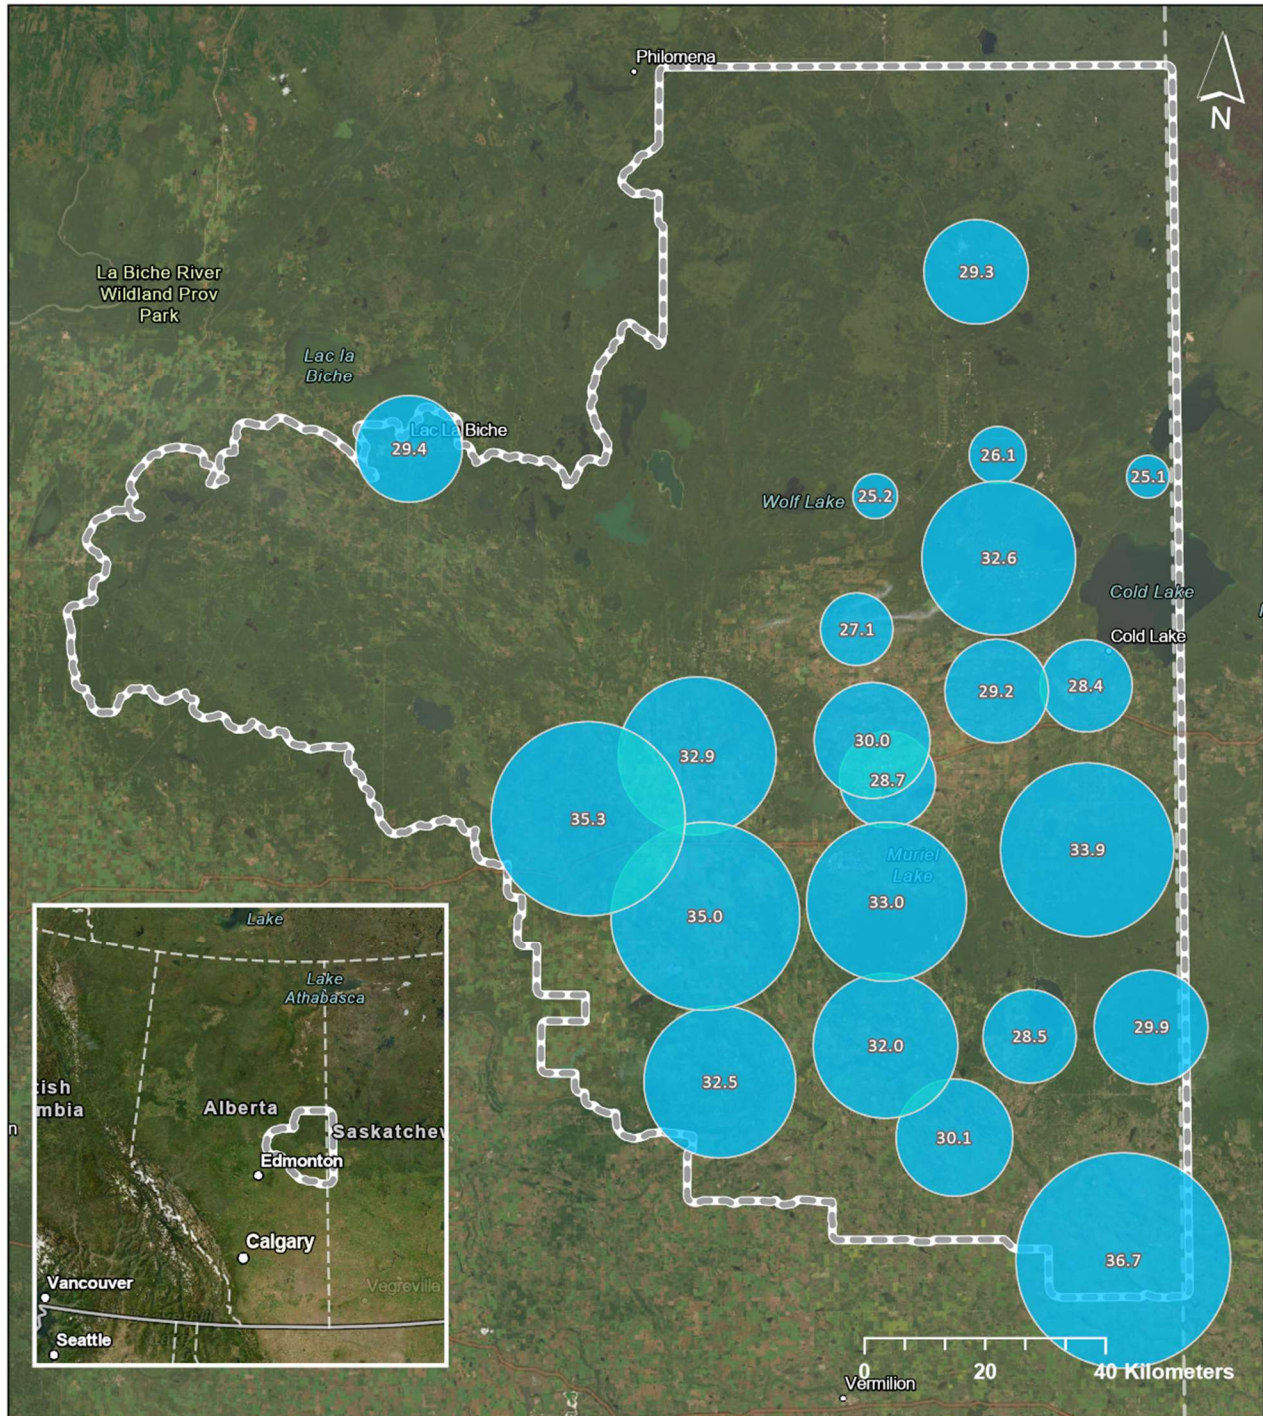 Philomena
N
La Biche River
Wildland Prov
Park
29.3
Lac la
Biche
Lac La Biche
29.4
26.1
25.1
Wolf Lake
25.2
32.6
Cold Lake
27.1
Cold Lake
29.2
28.4
32.9
30.0
28.7
35.3
33.9
Muriel
Lake
33.0
35.0
Lake
Lake
Athabasca
29.9
28.5
32.0
32.5
tish
mbia
Alberta
Saskatchew
n
30.1
Edmonton
Calgary
36.7
Vancouver
Vegreville
Seattle
0 20 40 Kilometers
Vermilion